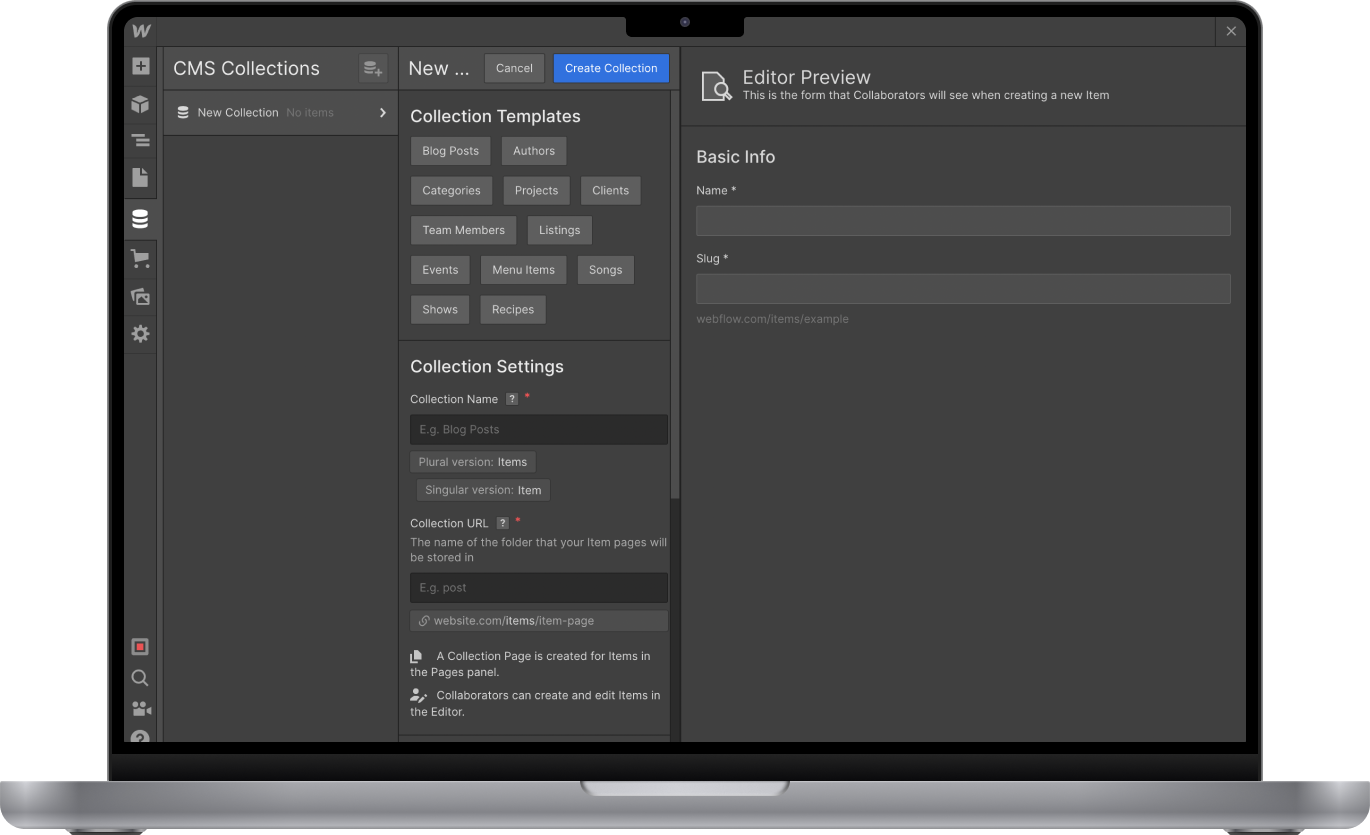 CMS Collections
New Collection No items
New ...
Cancel
Create Collection
Collection Templates
Blog Posts
Authors
Categories
Projects
Clients
Team Members
Listings
Events
Menu Items
Songs
Shows
Recipes
Collection Settings
Collection Name ? *
E.g. Blog Posts
Plural version: Items
Singular version: Item
Collection URL ? *
The name of the folder that your Item pages will
be stored in
E.g. post
website.com/items/item-page
A Collection Page is created for Items in
the Pages panel.
Collaborators can create and edit Items in
the Editor.
Editor Preview
This is the form that Collaborators will see when creating a new Item
Basic Info
Name *
Slug *
webflow.com/items/example